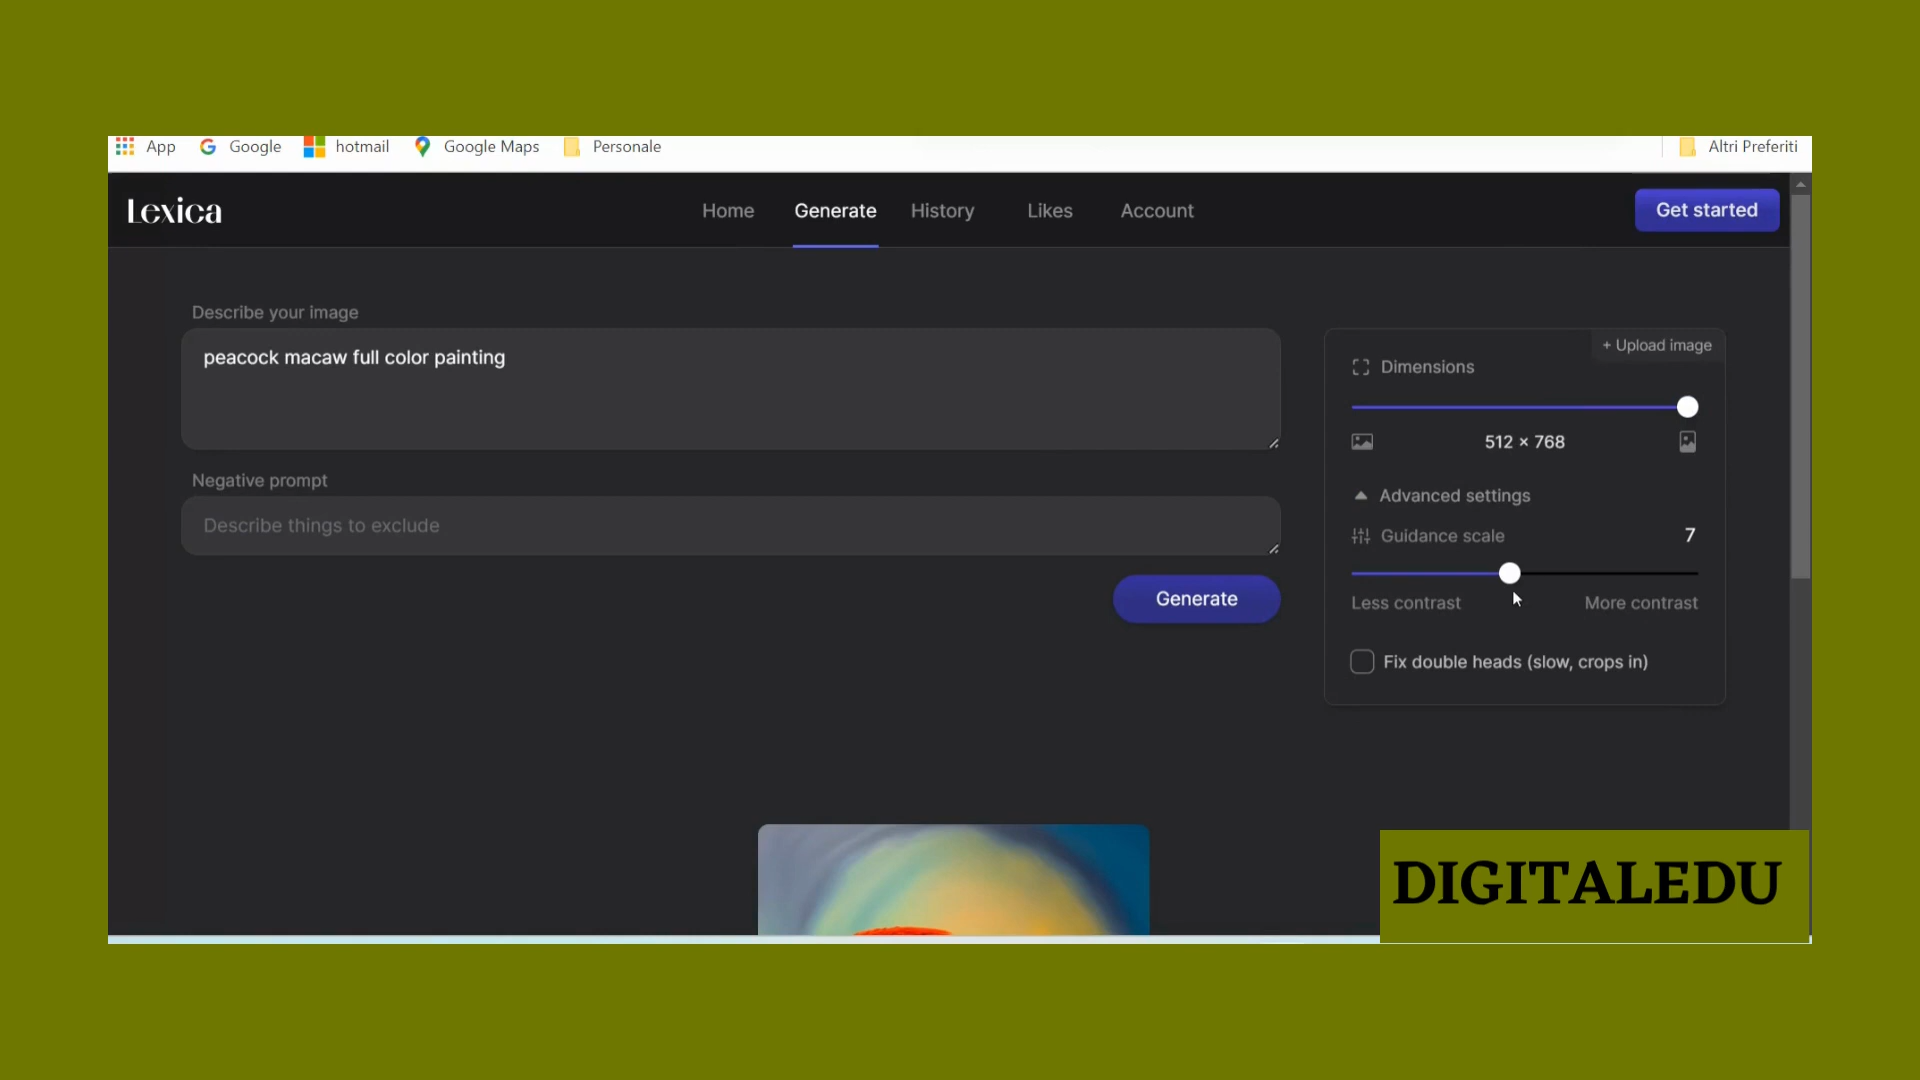 App Google hotmail Google Maps Personale Altri Preferiti
Lexica Home Generate History Likes Account Get started
Describe your image
peacock macaw full color painting
+ Upload image
Dimensions
512 × 768
Negative prompt
Describe things to exclude
Advanced settings
Guidance scale 7
Less contrast More contrast
Generate
Fix double heads (slow, crops in)
DIGITALEDU